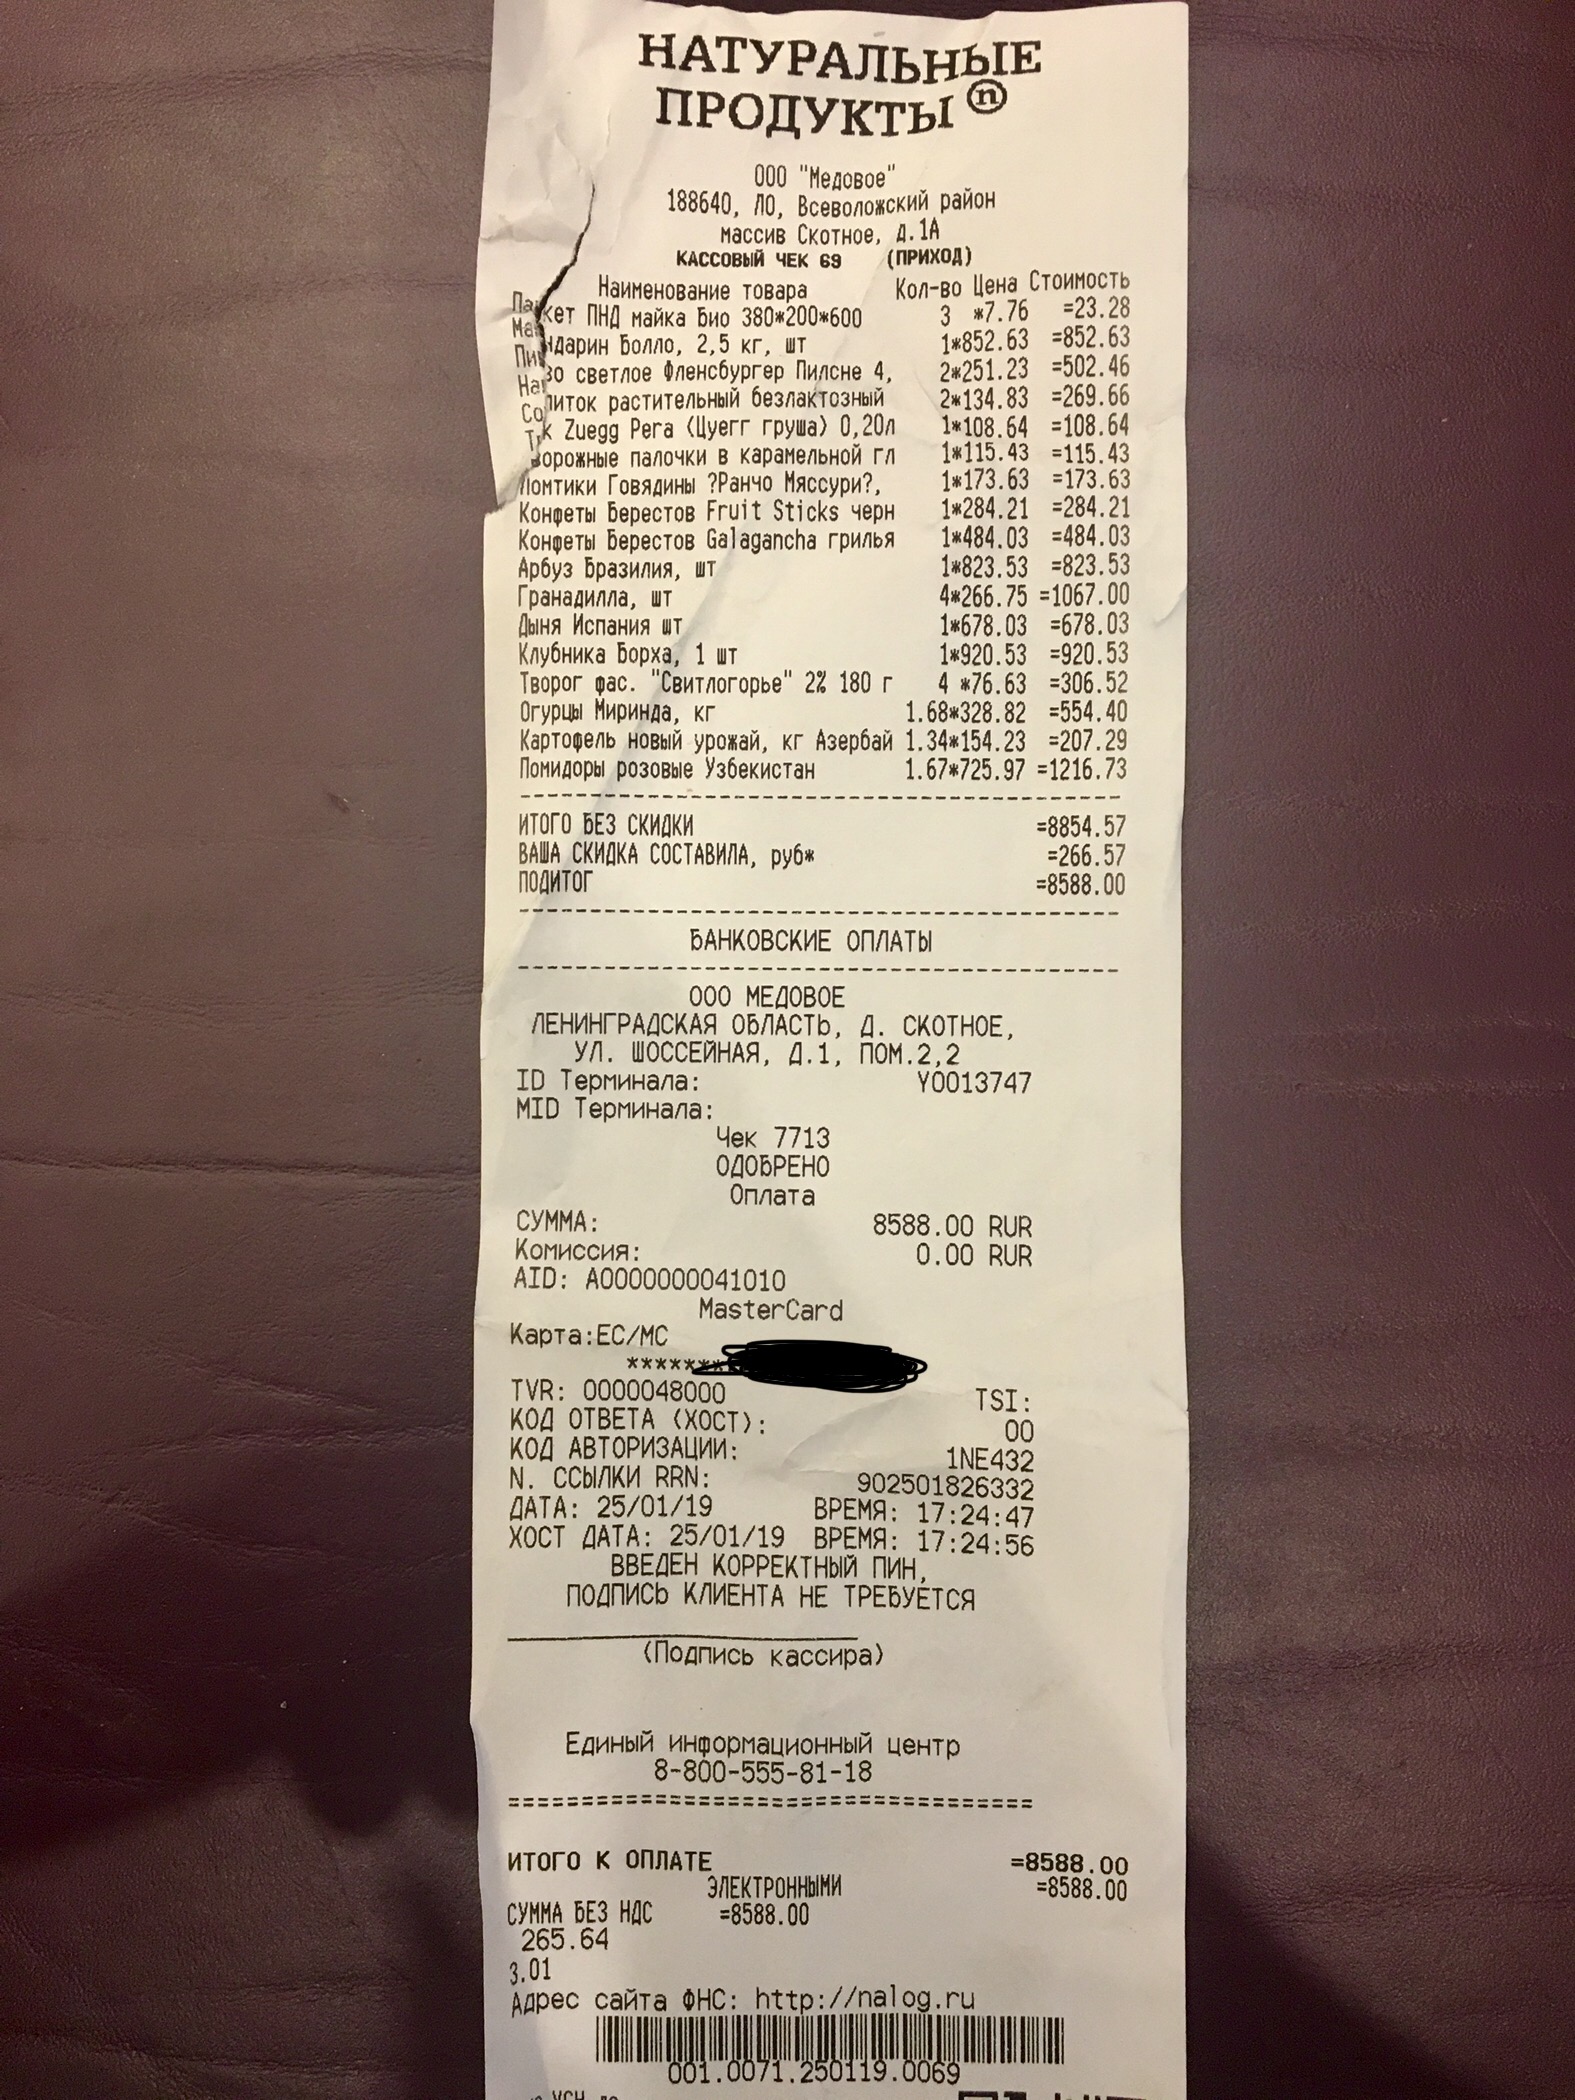 НАТУРАЛЬНЫЕ
ПРОДУКТЫ ⓝ
ООО "Медовое"
188640, ЛО, Всеволожский район
массив Скотное, д.1А
КАССОВЫЙ ЧЕК 69 (ПРИХОД)
Наименование товара Кол-во Цена Стоимость
Пакет ПНД майка Био 380*200*600 3 *7.76 =23.28
Мандарин Болло, 2,5 кг, шт 1*852.63 =852.63
Пиво светлое Фленсбургер Пилсне 4, 2*251.23 =502.46
Напиток растительный безлактозный 2*134.83 =269.66
Сок Zuegg Pera (Цуегг груша) 0,20л 1*108.64 =108.64
Творожные палочки в карамельной гл 1*115.43 =115.43
Ломтики Говядины ?Ранчо Мяссури?, 1*173.63 =173.63
Конфеты Берестов Fruit Sticks черн 1*284.21 =284.21
Конфеты Берестов Galagancha грилья 1*484.03 =484.03
Арбуз Бразилия, шт 1*823.53 =823.53
Гранадилла, шт 4*266.75 =1067.00
Дыня Испания шт 1*678.03 =678.03
Клубника Борха, 1 шт 1*920.53 =920.53
Творог фас. "Свитлогорье" 2% 180 г 4 *76.63 =306.52
Огурцы Миринда, кг 1.68*328.82 =554.40
Картофель новый урожай, кг Азербай 1.34*154.23 =207.29
Помидоры розовые Узбекистан 1.67*725.97 =1216.73
ИТОГО БЕЗ СКИДКИ =8854.57
ВАША СКИДКА СОСТАВИЛА, руб* =266.57
ПОДИТОГ =8588.00
БАНКОВСКИЕ ОПЛАТЫ
ООО МЕДОВОЕ
ЛЕНИНГРАДСКАЯ ОБЛАСТЬ, Д. СКОТНОЕ,
УЛ. ШОССЕЙНАЯ, Д.1, ПОМ.2,2
ID Терминала: Y0013747
MID Терминала:
Чек 7713
ОДОБРЕНО
Оплата
СУММА: 8588.00 RUR
Комиссия: 0.00 RUR
AID: A0000000041010
MasterCard
Карта:EC/MC
*******
TVR: 0000048000 TSI:
КОД ОТВЕТА (ХОСТ): 00
КОД АВТОРИЗАЦИИ: 1NE432
N. ССЫЛКИ RRN: 902501826332
ДАТА: 25/01/19 ВРЕМЯ: 17:24:47
ХОСТ ДАТА: 25/01/19 ВРЕМЯ: 17:24:56
ВВЕДЕН КОРРЕКТНЫЙ ПИН,
ПОДПИСЬ КЛИЕНТА НЕ ТРЕБУЕТСЯ
(Подпись кассира)
Единый информационный центр
8-800-555-81-18
====================================
ИТОГО К ОПЛАТЕ =8588.00
ЭЛЕКТРОННЫМИ =8588.00
СУММА БЕЗ НДС =8588.00
265.64
3.01
Адрес сайта ФНС: http://nalog.ru
001.0071.250119.0069